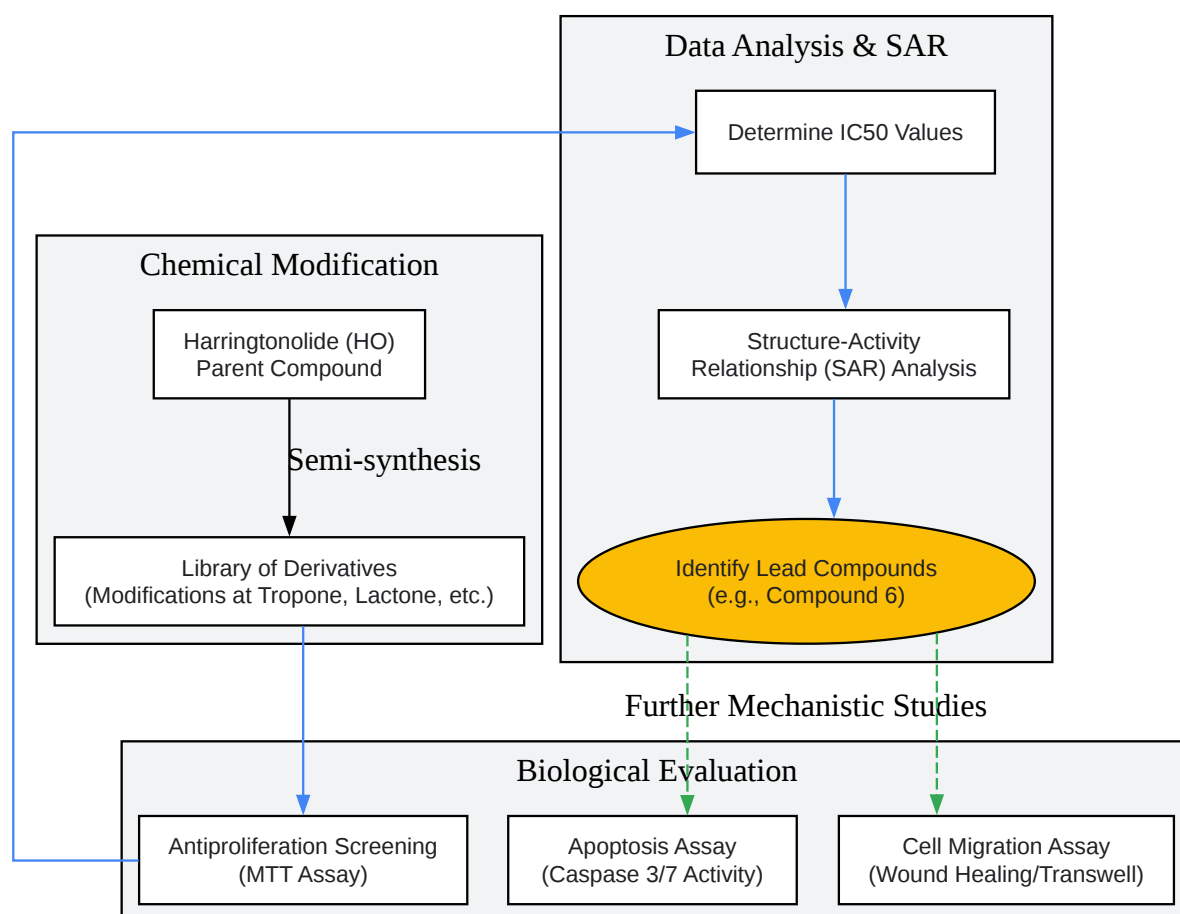 Data Analysis & SAR
Determine IC50 Values
Chemical Modification
Harringtonolide (HO)
Parent Compound
Structure-Activity
Relationship (SAR) Analysis
Semi-synthesis
Library of Derivatives
(Modifications at Tropone, Lactone, etc.)
Identify Lead Compounds
(e.g., Compound 6)
Further Mechanistic Studies
Biological Evaluation
Antiproliferation Screening
(MTT Assay)
Apoptosis Assay
(Caspase 3/7 Activity)
Cell Migration Assay
(Wound Healing/Transwell)